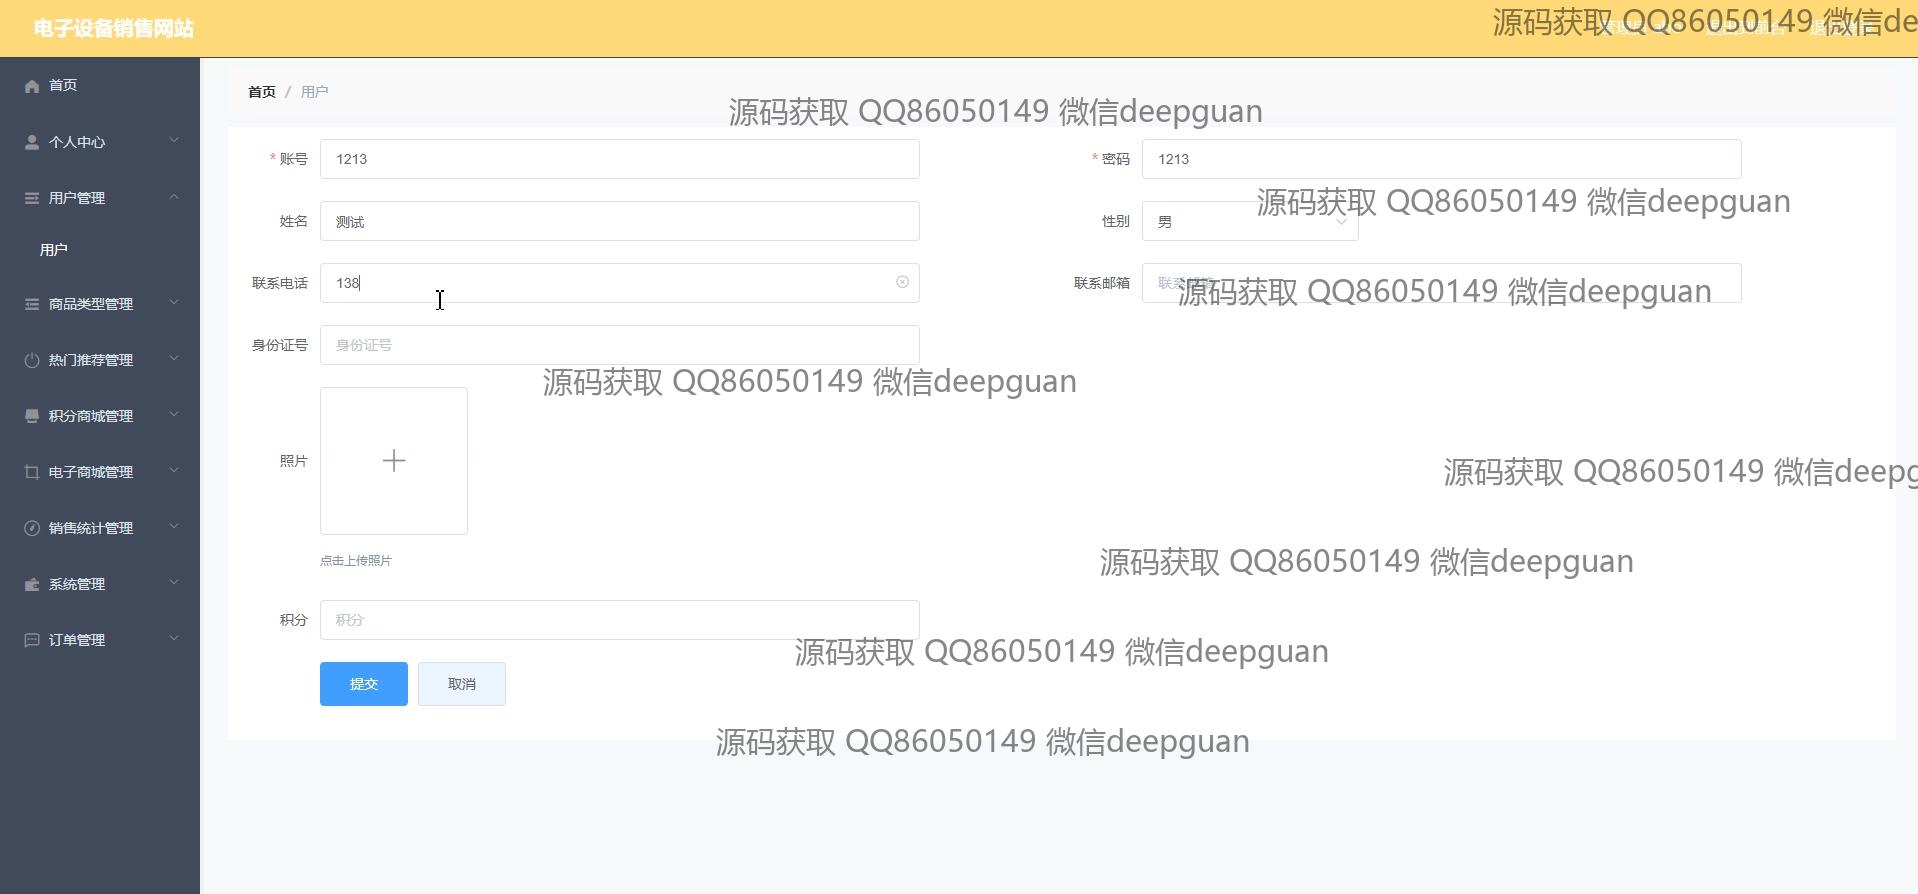 电子设备销售网站
源码获取 QQ86050149 微信de
首页
个人中心
用户管理
用户
商品类型管理
热门推荐管理
积分商城管理
电子商城管理
销售统计管理
系统管理
订单管理
首页 / 用户
源码获取 QQ86050149 微信deepguan
* 账号 1213
* 密码 1213
源码获取 QQ86050149 微信deepguan
姓名 测试
性别 男
联系电话 138
联系邮箱 联系邮箱
源码获取 QQ86050149 微信deepguan
身份证号 身份证号
源码获取 QQ86050149 微信deepguan
照片
源码获取 QQ86050149 微信deepg
点击上传照片
源码获取 QQ86050149 微信deepguan
积分 积分
源码获取 QQ86050149 微信deepguan
提交 取消
源码获取 QQ86050149 微信deepguan